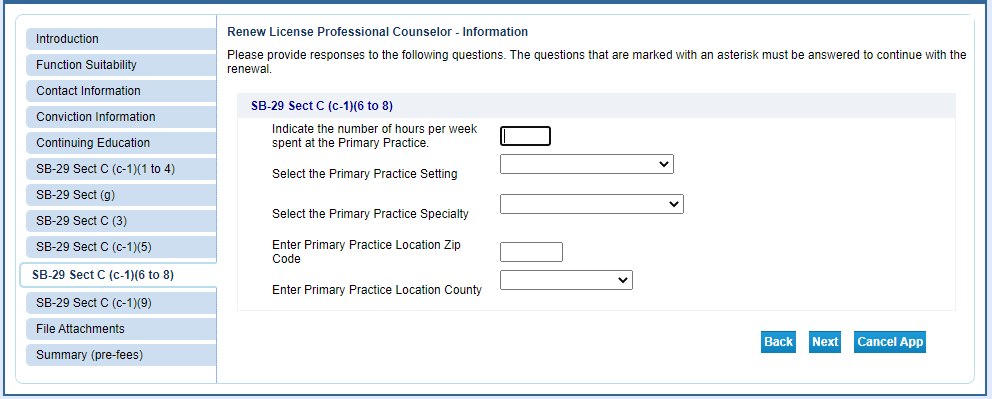 Introduction
Function Suitability
Contact Information
Conviction Information
Continuing Education
SB-29 Sect C (c-1)(1 to 4)
SB-29 Sect (g)
SB-29 Sect C (3)
SB-29 Sect C (c-1)(5)
SB-29 Sect C (c-1)(6 to 8)
SB-29 Sect C (c-1)(9)
File Attachments
Summary (pre-fees)
Renew License Professional Counselor - Information
Please provide responses to the following questions. The questions that are marked with an asterisk must be answered to continue with the
renewal.
SB-29 Sect C (c-1)(6 to 8)
Indicate the number of hours per week
spent at the Primary Practice.
Select the Primary Practice Setting
Select the Primary Practice Specialty
Enter Primary Practice Location Zip
Code
Enter Primary Practice Location County
Back Next Cancel App